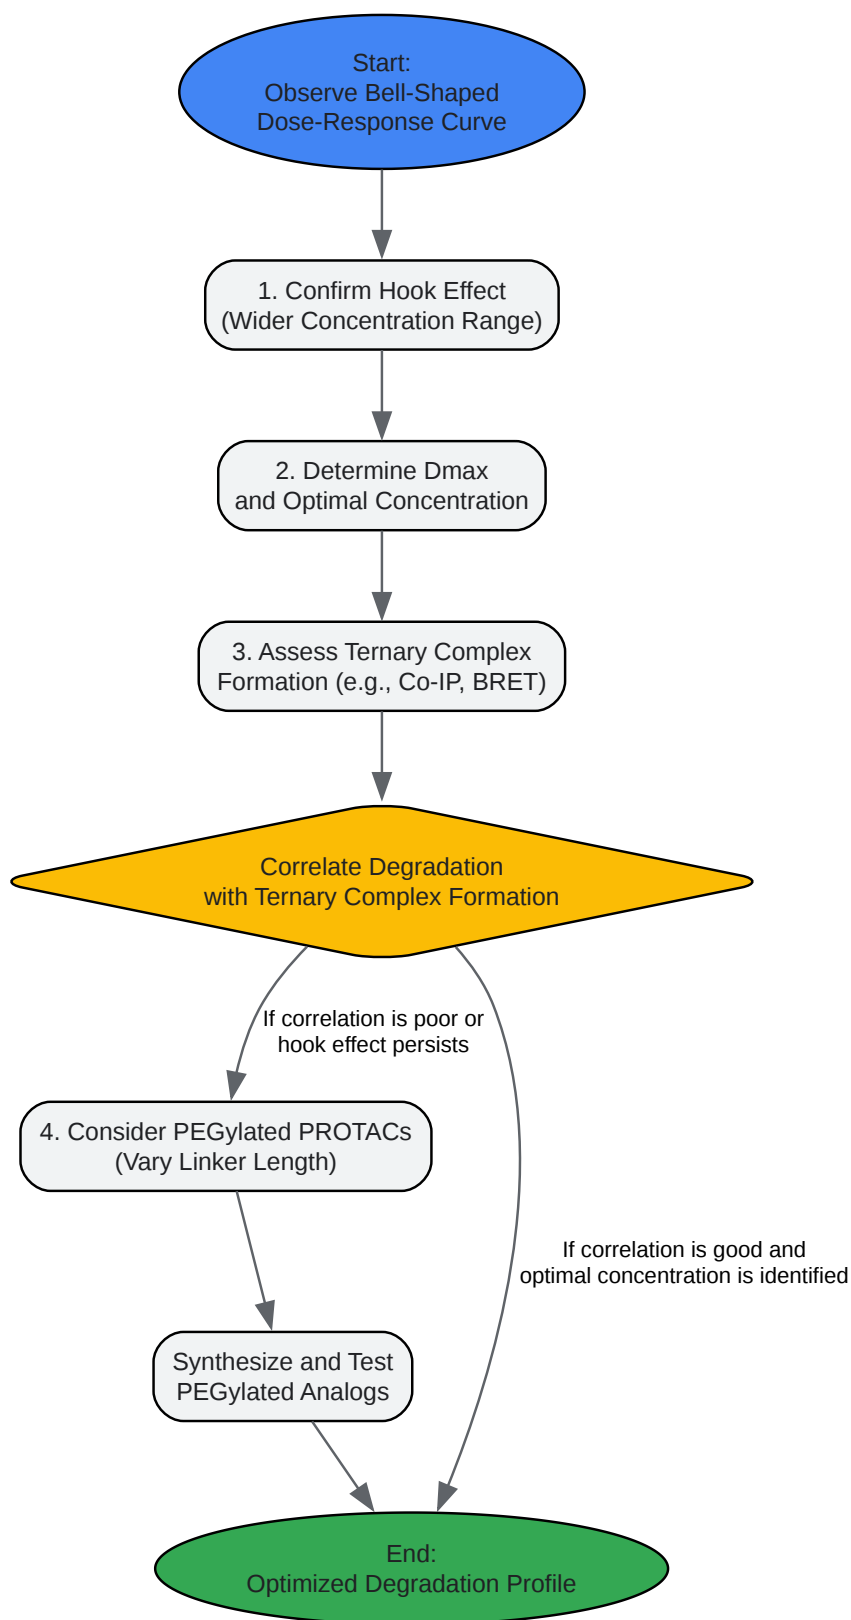 Start:
Observe Bell-Shaped
Dose-Response Curve
1. Confirm Hook Effect
(Wider Concentration Range)
2. Determine Dmax
and Optimal Concentration
3. Assess Ternary Complex
Formation (e.g., Co-IP, BRET)
Correlate Degradation
with Ternary Complex Formation
If correlation is poor or
hook effect persists
4. Consider PEGylated PROTACs
(Vary Linker Length)
If correlation is good and
optimal concentration is identified
Synthesize and Test
PEGylated Analogs
End:
Optimized Degradation Profile